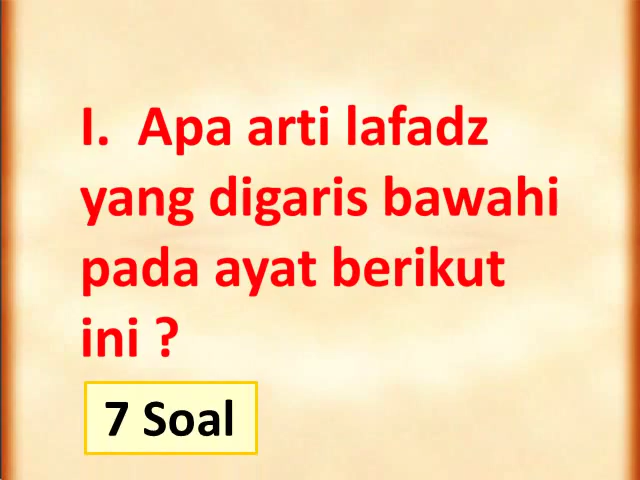 I.  Apa arti lafadz
yang digaris bawahi
pada ayat berikut
ini ?
7 Soal